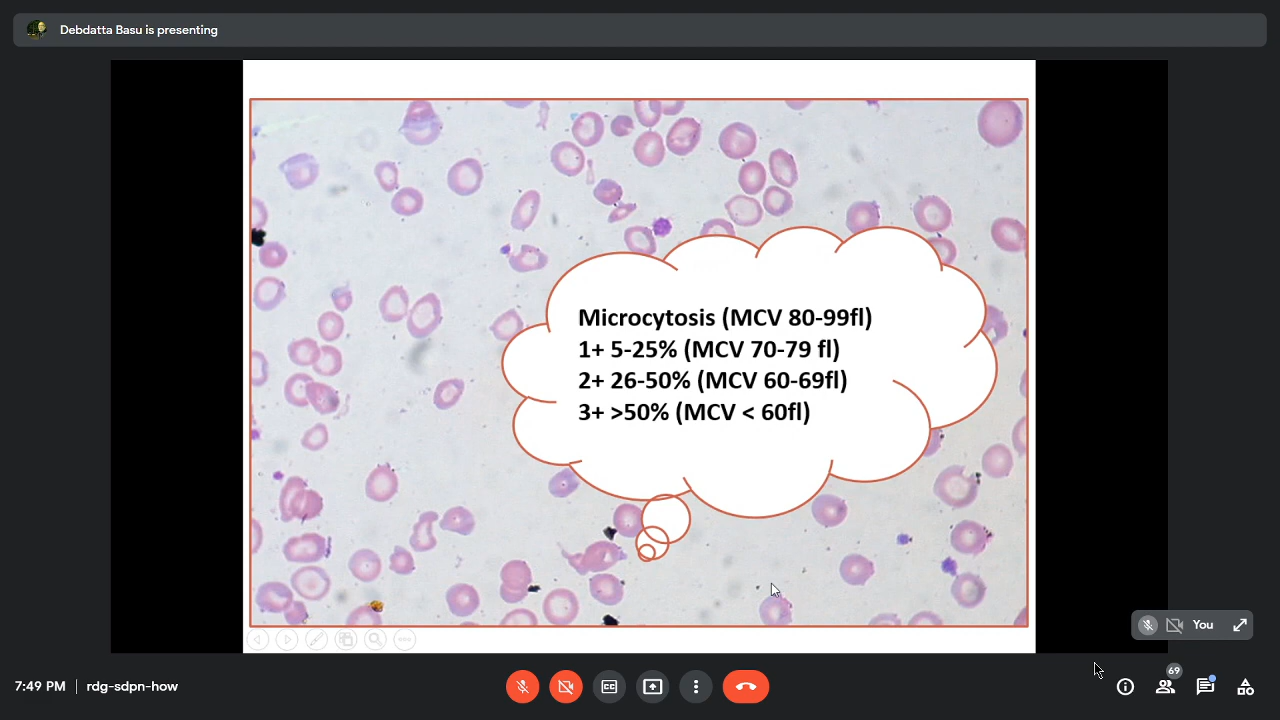 Debdatta Basu is presenting
Microcytosis (MCV 80-99fl)
1+ 5-25% (MCV 70-79 fl)
2+ 26-50% (MCV 60-69fl)
3+ >50% (MCV < 60fl)
You
7:49 PM | rdg-sdpn-how
CC
69